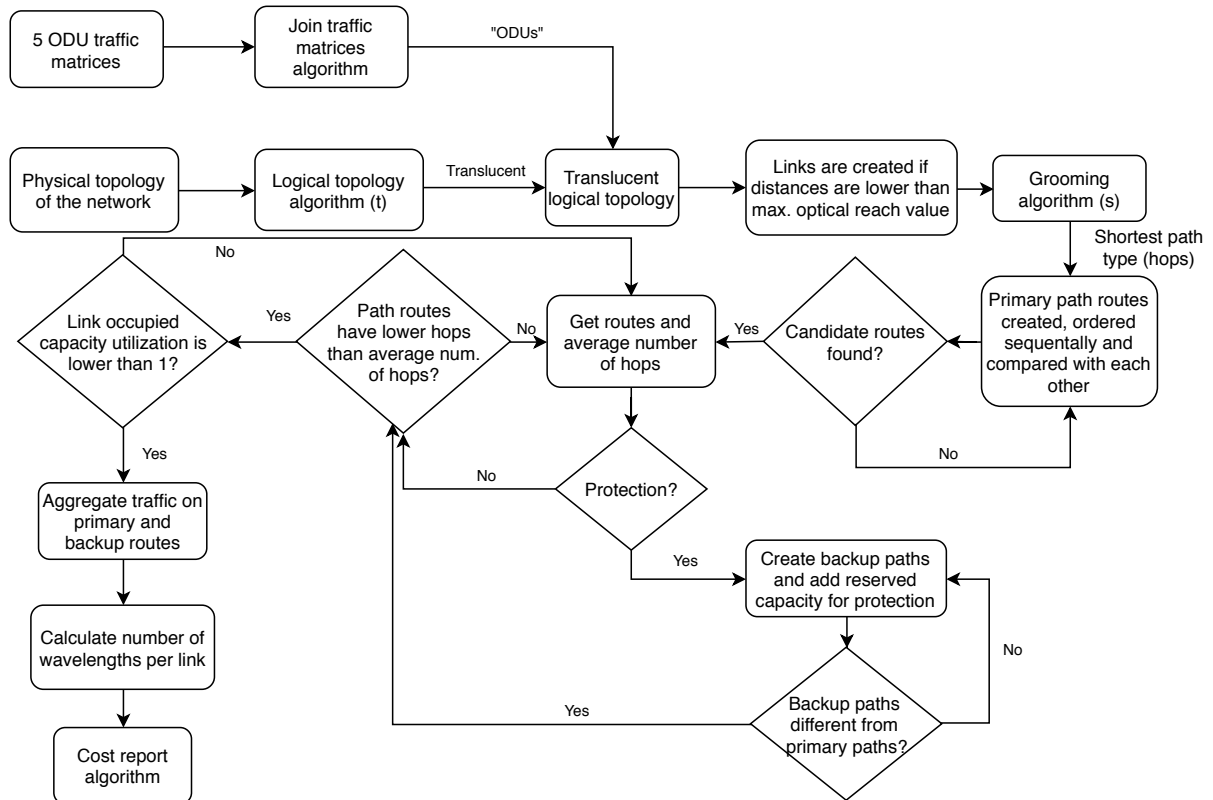 5 ODU traffic
matrices
Join traffic
matrices
algorithm
"ODUs"
Physical topology
of the network
Logical topology
algorithm (t)
Translucent
Translucent
logical topology
Links are created if
distances are lower than
max. optical reach value
Grooming
algorithm (s)
Shortest path
type (hops)
No
Link occupied
capacity utilization is
lower than 1?
Yes
Path routes
have lower hops
than average num.
of hops?
No
Get routes and
average number
of hops
Yes
Candidate routes
found?
Primary path routes
created, ordered
sequentially and
compared with each
other
No
Yes
No
Protection?
Aggregate traffic on
primary and
backup routes
Yes
Create backup paths
and add reserved
capacity for protection
No
Calculate number of
wavelengths per link
Yes
Backup paths
different from
primary paths?
Cost report
algorithm